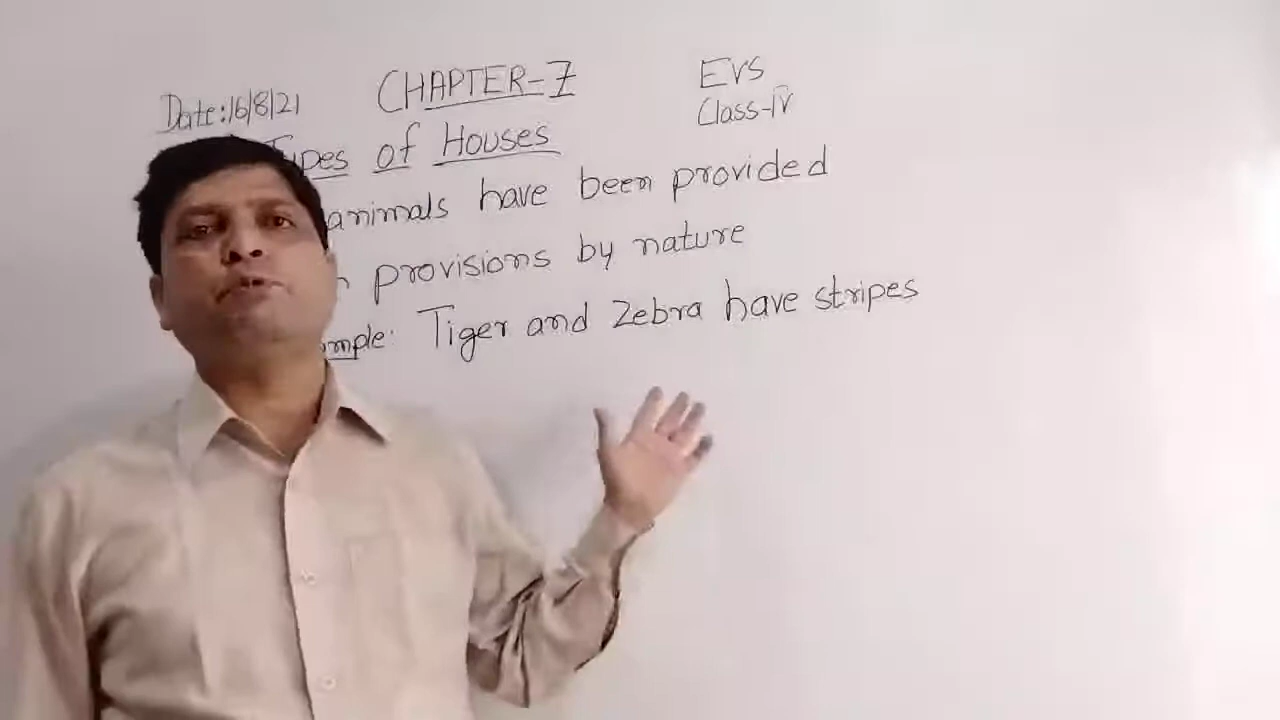 Date:16/8/21
CHAPTER-7
EVS
Class-IV
Types of Houses
animals have been provided
provisions by nature
Tiger and Zebra have stripes